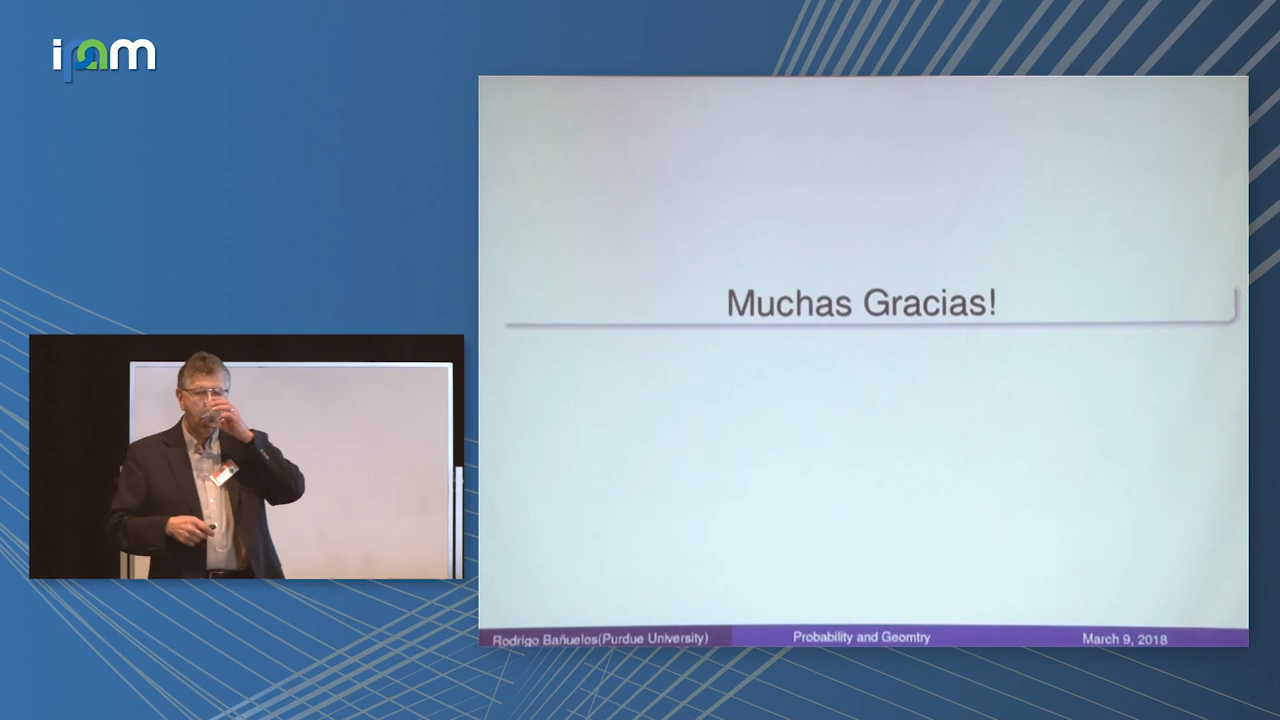 ipam
Muchas Gracias!
Rodrigo Bañuelos(Purdue University)
Probability and Geomtry
March 9, 2018